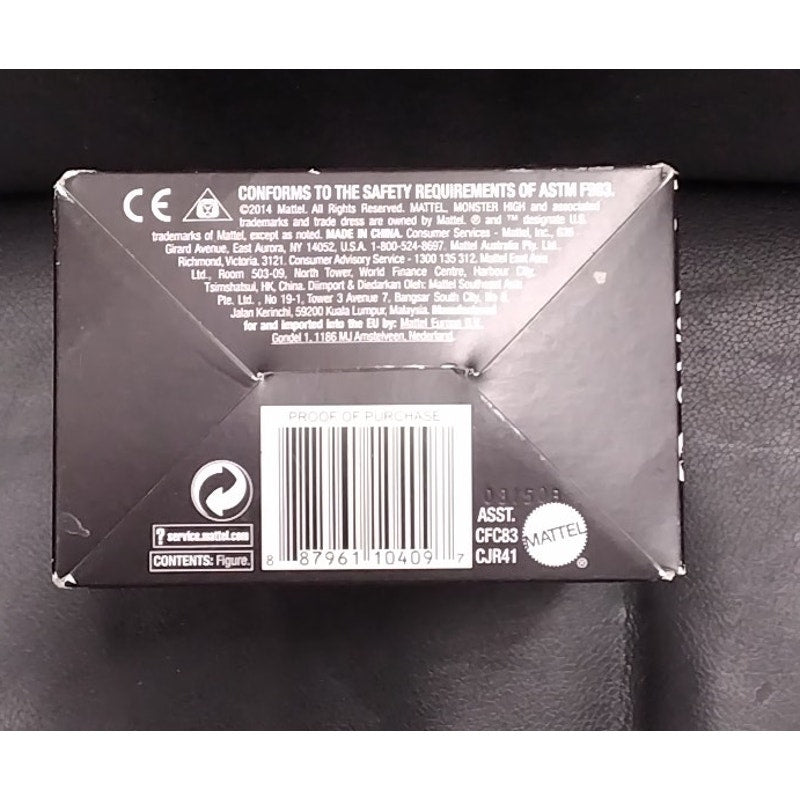 CE
CONFORMS TO THE SAFETY REQUIREMENTS OF ASTM F963.
©2014 Mattel. All Rights Reserved. MATTEL, MONSTER HIGH and associated
trademarks and trade dress are owned by Mattel. ® and ™ designate U.S.
trademarks of Mattel, except as noted. MADE IN CHINA. Consumer Services - Mattel, Inc., 636
Girard Avenue, East Aurora, NY 14052, U.S.A. 1-800-524-8697. Mattel Australia Pty. Ltd.,
Richmond, Victoria. 3121. Consumer Advisory Service - 1300 135 312. Mattel East Asia
Ltd., Room 503-09, North Tower, World Finance Centre, Harbour City,
Tsimshatsui, HK, China. Diimport & Diedarkan Oleh: Mattel Southeast Asia
Pte. Ltd. , No 19-1, Tower 3 Avenue 7, Bangsar South City, No 8,
Jalan Kerinchi, 59200 Kuala Lumpur, Malaysia. Manufactured
for and imported into the EU by: Mattel Europa B.V.
Gondel 1, 1186 MJ Amstelveen, Nederland.
PROOF OF PURCHASE
? service.mattel.com
CONTENTS: Figure.
8 87961 10409 7
ASST.
CFC83
CJR41
MATTEL
®